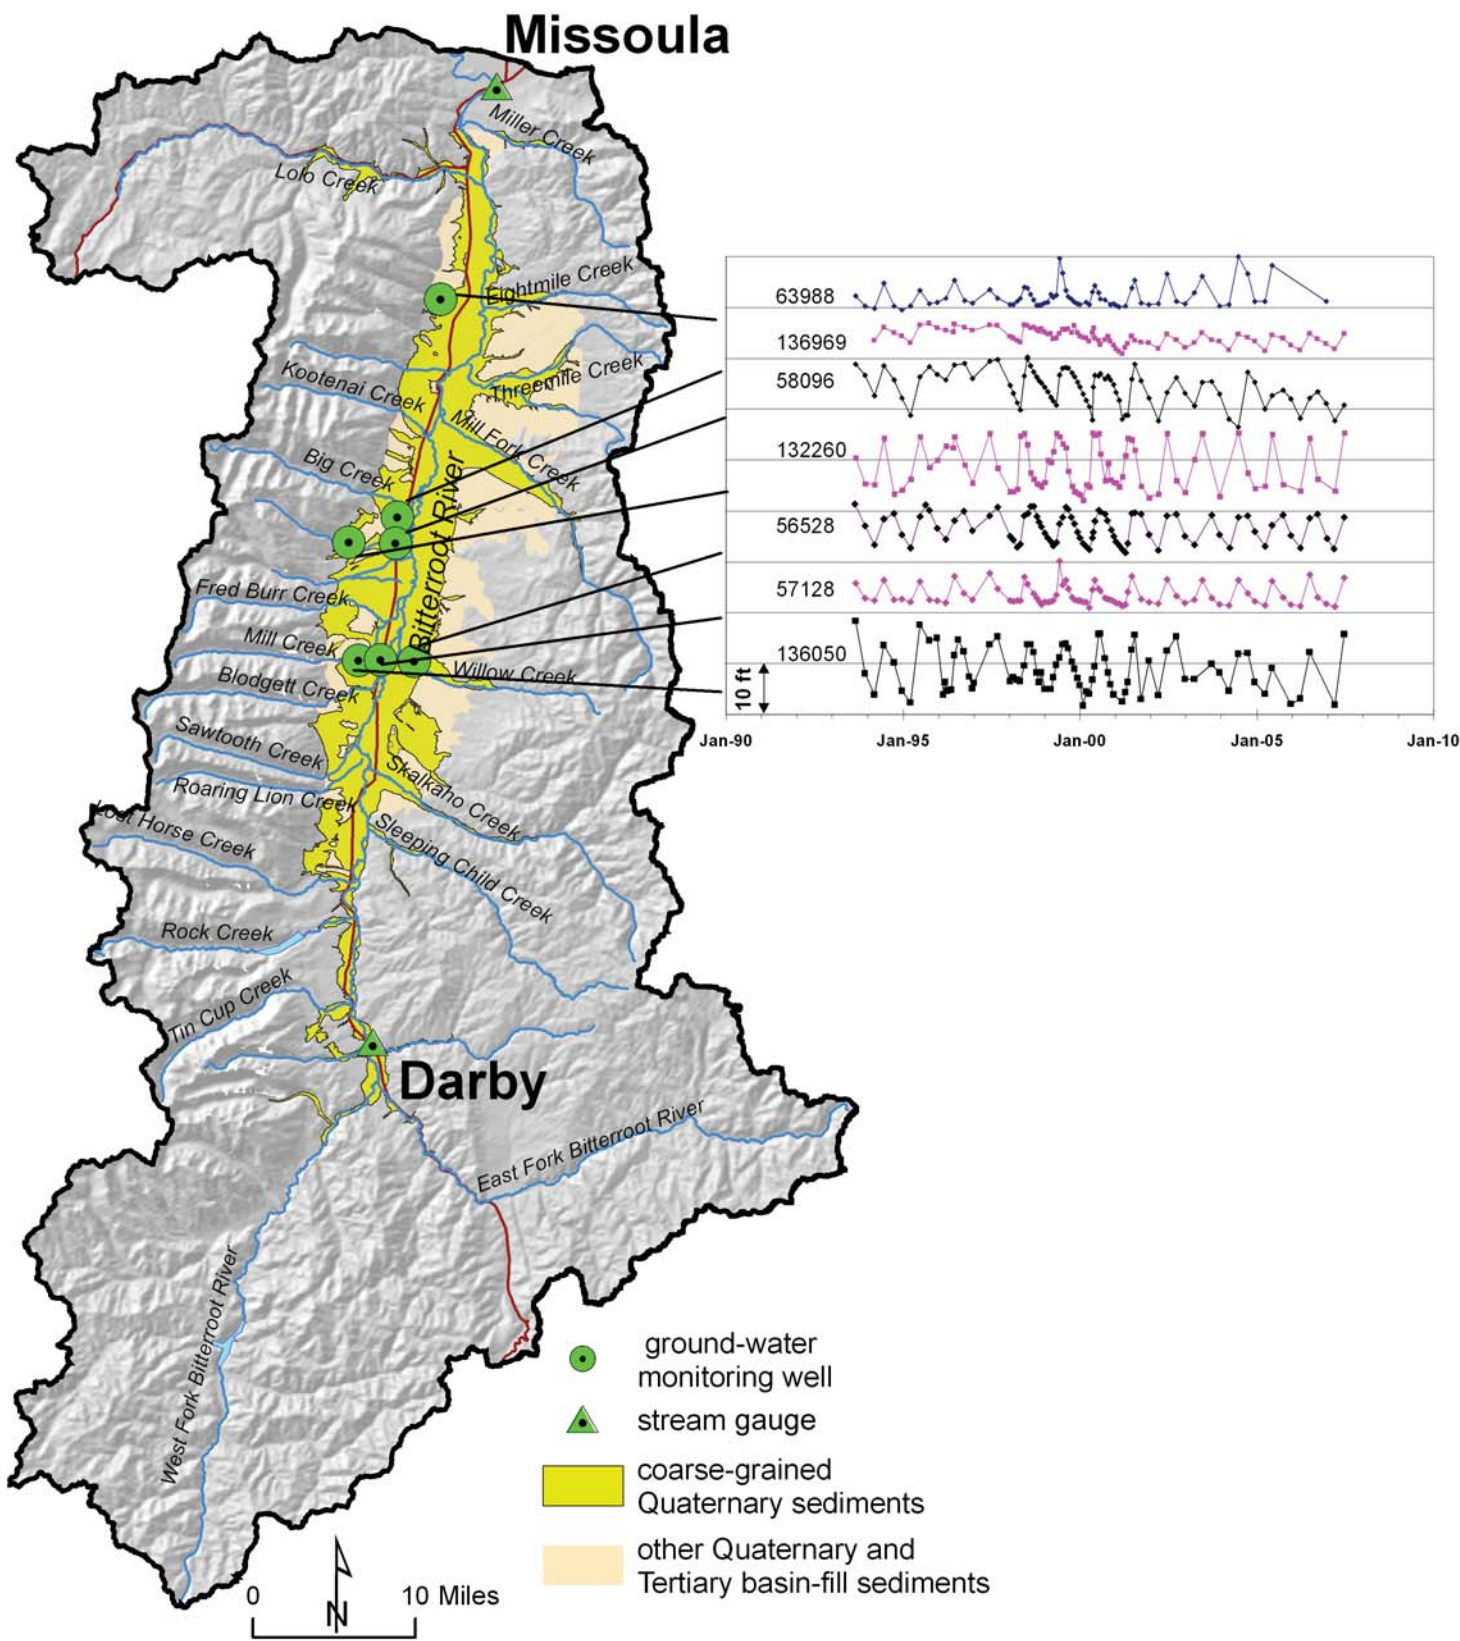 Missoula
Miller Creek
Lolo Creek
Eightmile Creek
Threemile Creek
Kootenai Creek
Mill Fork Creek
Big Creek
Bitterroot River
Fred Burr Creek
Mill Creek
Willow Creek
Blodgett Creek
Sawtooth Creek
Skalkaho Creek
Roaring Lion Creek
Lost Horse Creek
Sleeping Child Creek
Rock Creek
Tin Cup Creek
Darby
East Fork Bitterroot River
West Fork Bitterroot River
63988
136969
58096
132260
56528
57128
136050
10 ft
Jan-90 Jan-95 Jan-00 Jan-05 Jan-10
ground-water
monitoring well
stream gauge
coarse-grained
Quaternary sediments
other Quaternary and
Tertiary basin-fill sediments
0 10 Miles
N